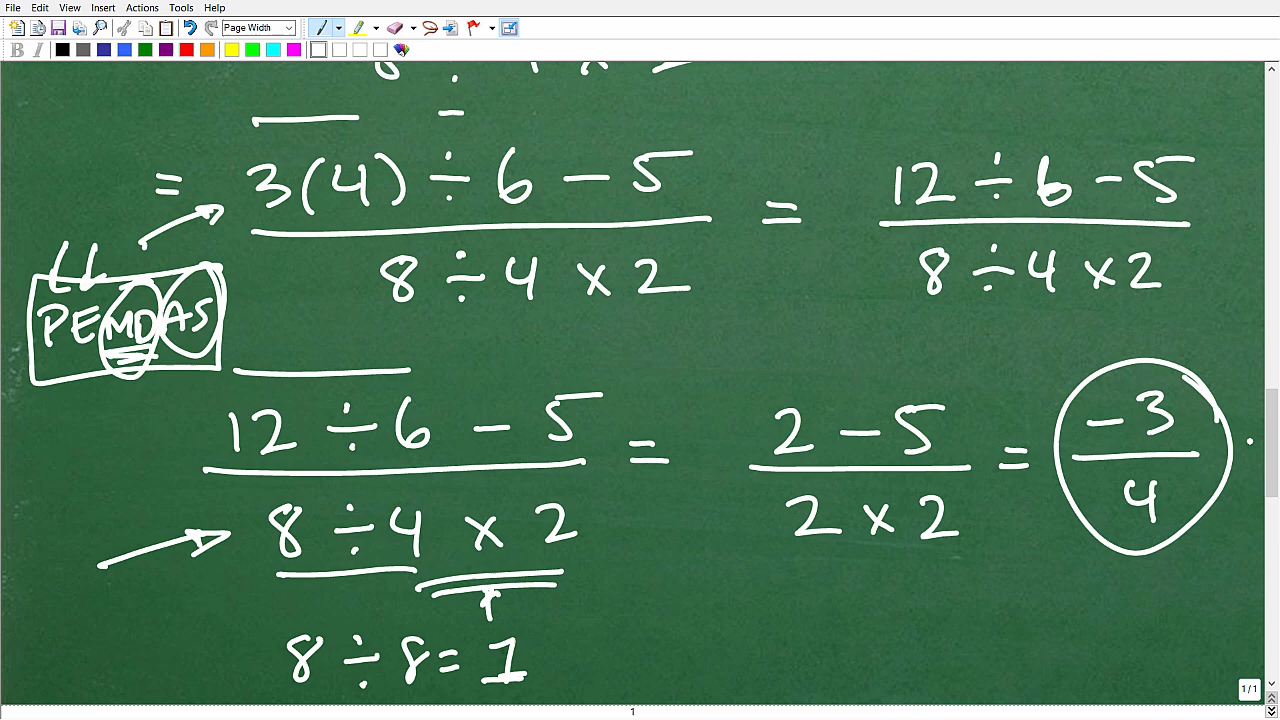 File Edit View Insert Actions Tools Help
Page Width
B I
= 3(4) ÷ 6 − 5 = 12 ÷ 6 − 5
8 ÷ 4 × 2 8 ÷ 4 × 2
PEMDAS
12 ÷ 6 − 5 = 2 − 5 = −3
8 ÷ 4 × 2 2 × 2 4
8 ÷ 8 = 1
1/1
1